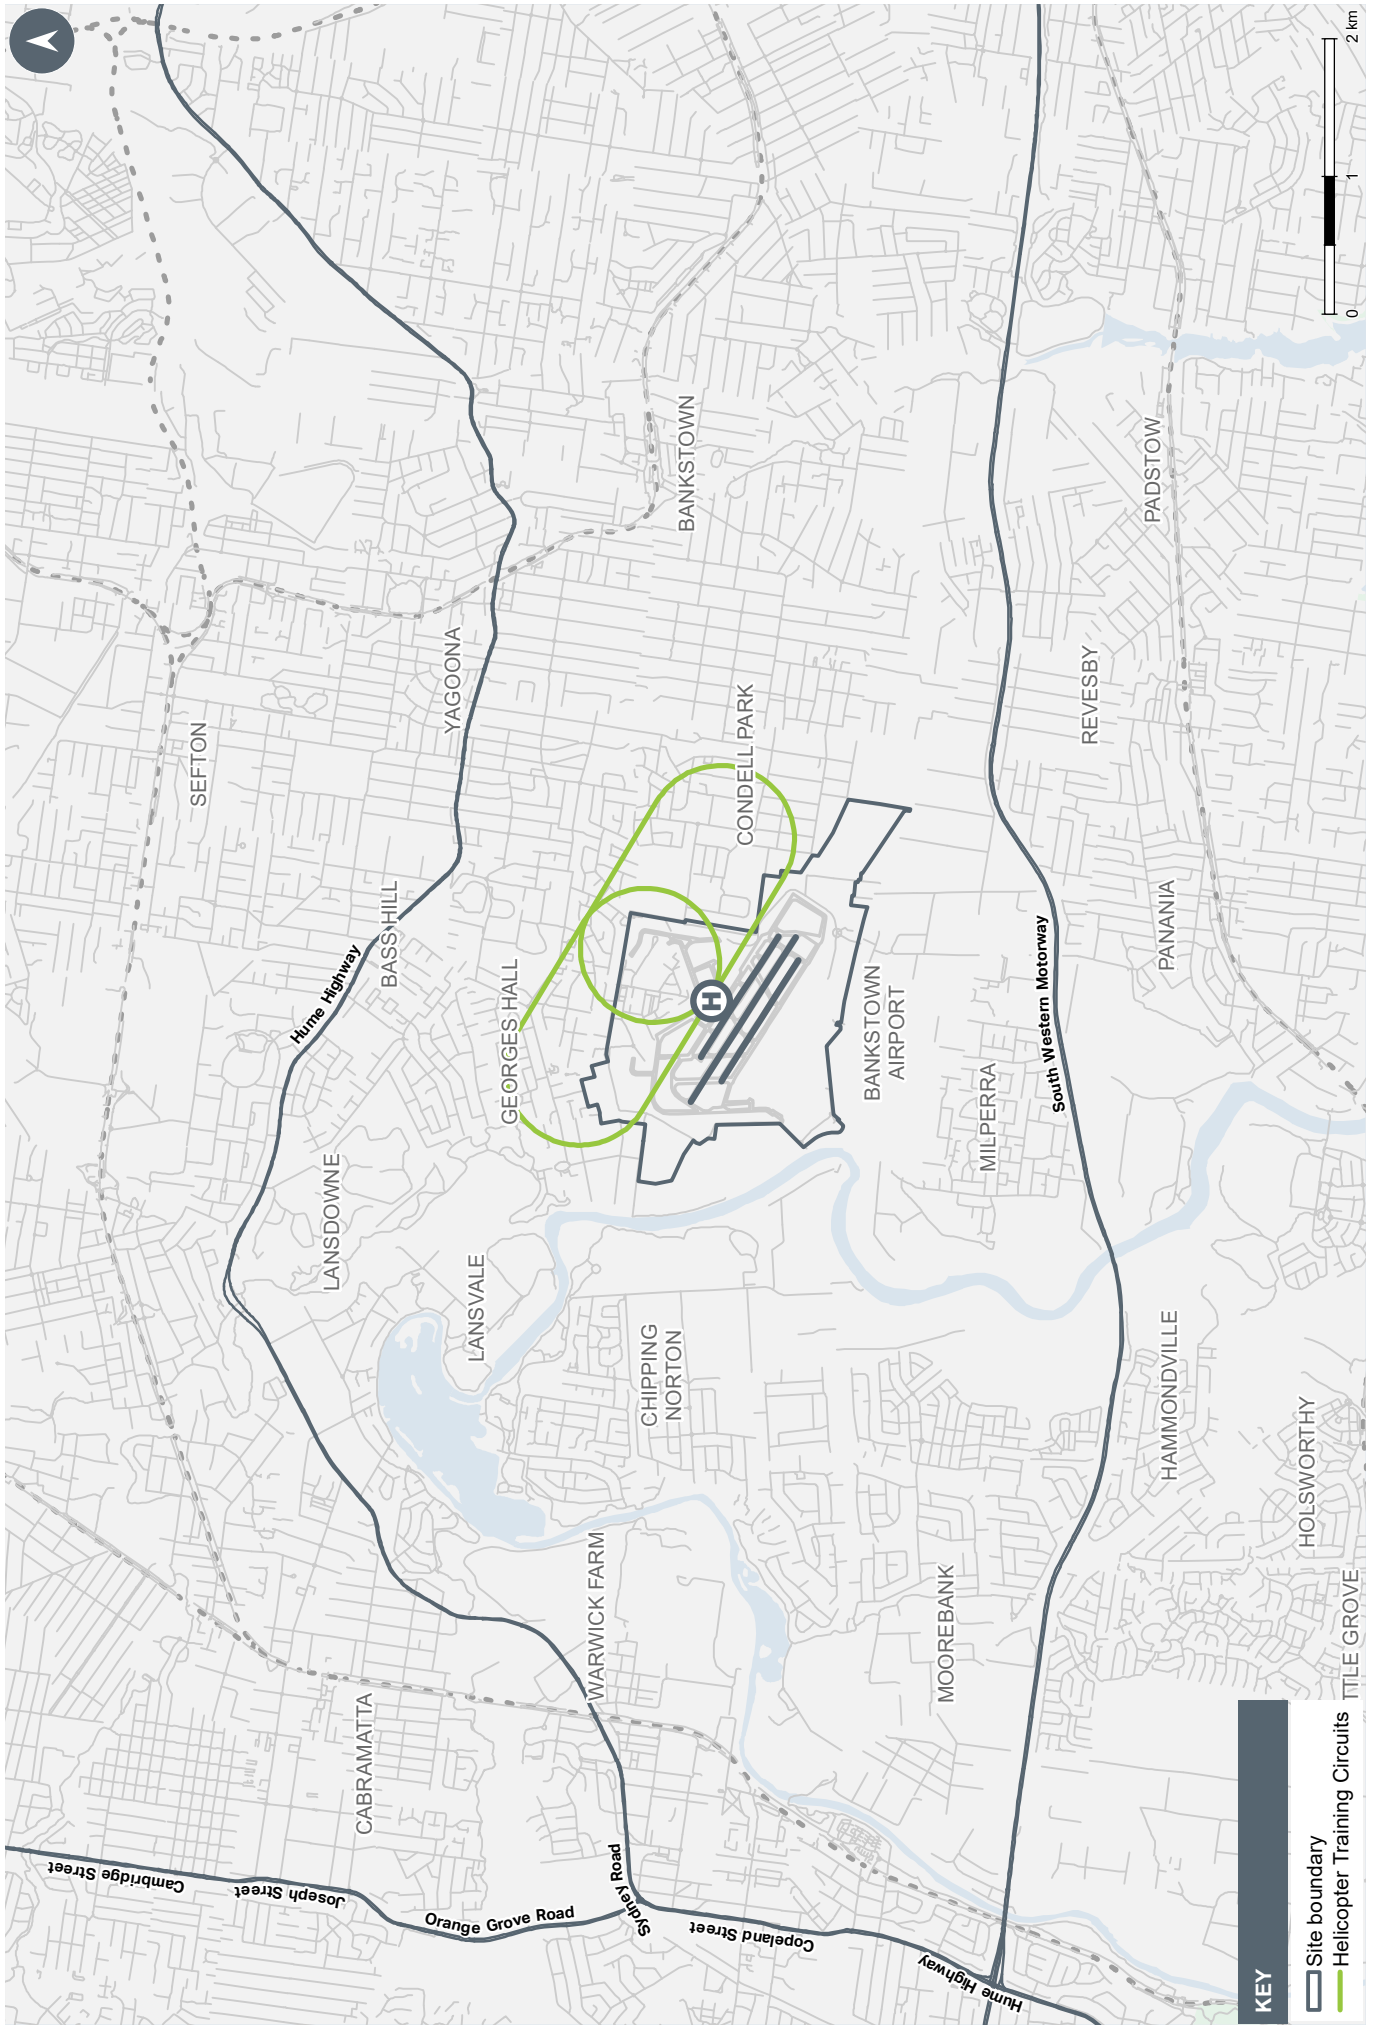 SEFTON
YAGOONA
BASS HILL
Hume Highway
GEORGES HALL
LANSDOWNE
LANSVALE
CABRAMATTA
Cambridge Street
Joseph Street
Orange Grove Road
Sydney Road
Copeland Street
Hume Highway
WARWICK FARM
CHIPPING
NORTON
BANKSTOWN
CONDELL PARK
H
BANKSTOWN
AIRPORT
MILPERRA
South Western Motorway
MOOREBANK
REVESBY
PADSTOW
PANANIA
HAMMONDVILLE
HOLSWORTHY
TTLE GROVE
KEY
Site boundary
Helicopter Training Circuits
0 1 2 km